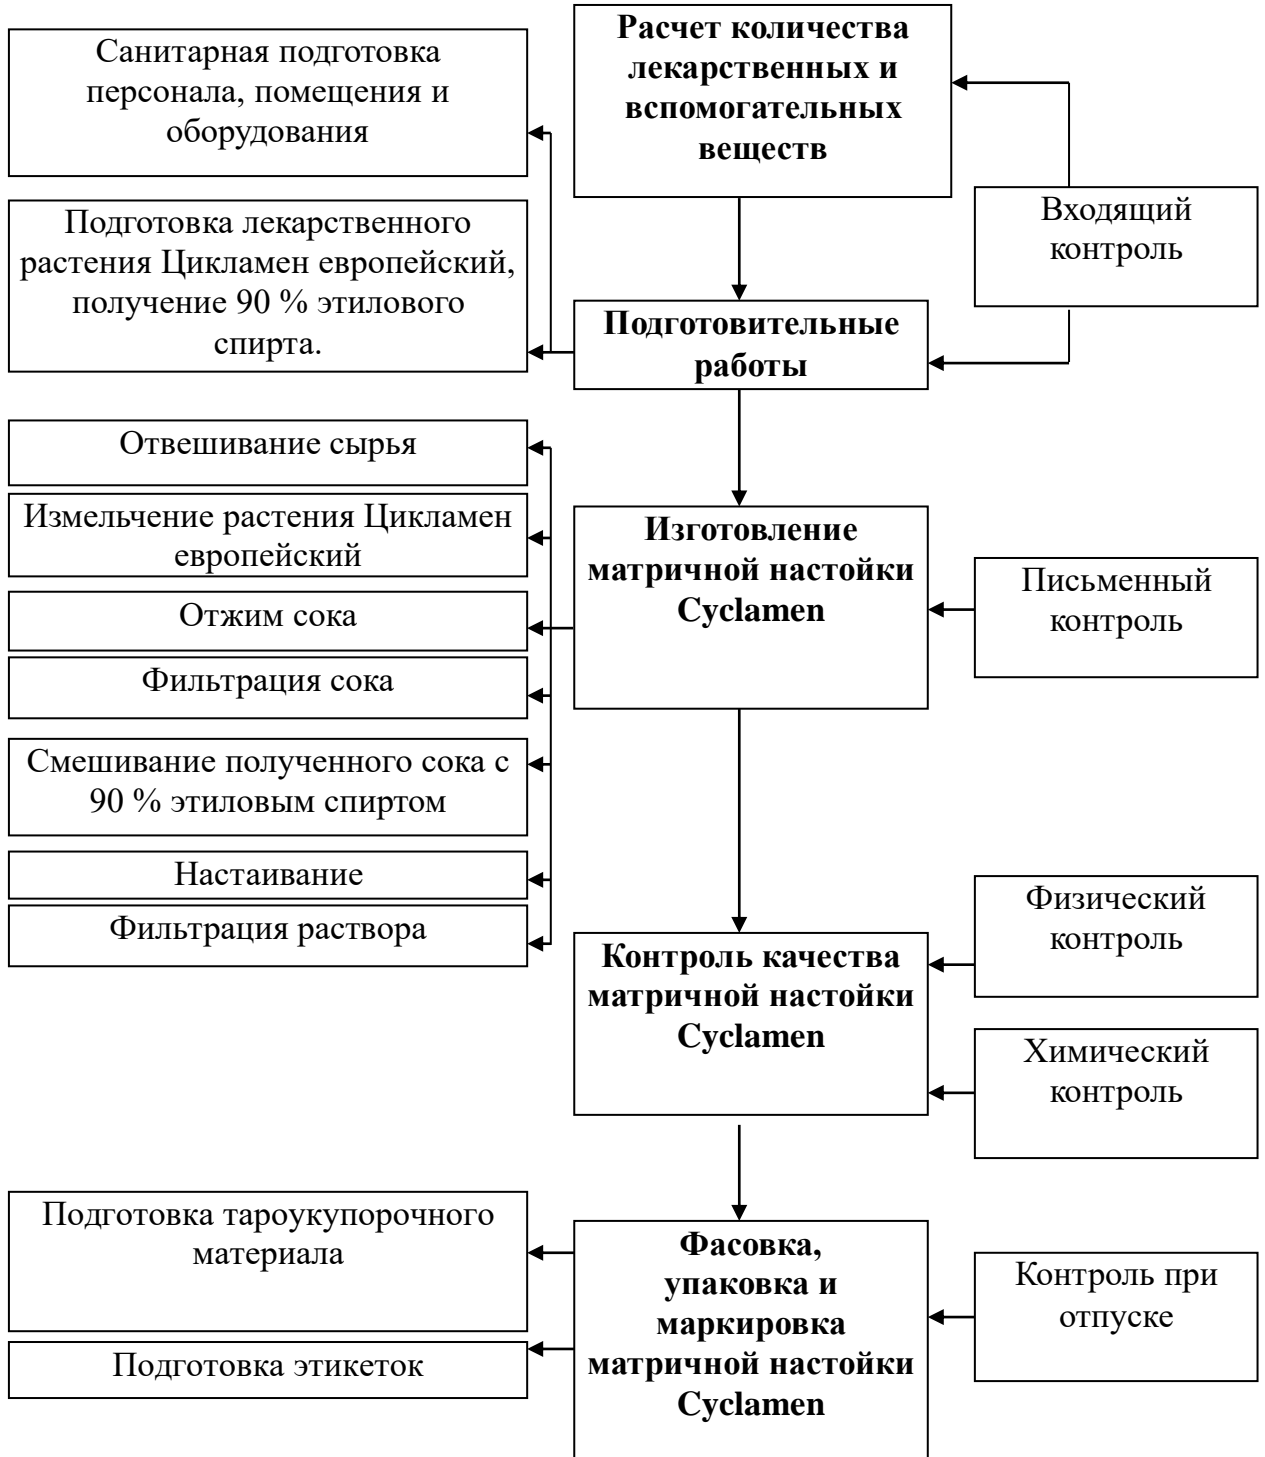 Расчет количества
лекарственных и
вспомогательных
веществ
Санитарная подготовка
персонала, помещения и
оборудования
Входящий
контроль
Подготовка лекарственного
растения Цикламен европейский,
получение 90 % этилового
спирта.
Подготовительные
работы
Отвешивание сырья
Измельчение растения Цикламен
европейский
Отжим сока
Фильтрация сока
Смешивание полученного сока с
90 % этиловым спиртом
Настаивание
Фильтрация раствора
Изготовление
матричной настойки
Cyclamen
Письменный
контроль
Контроль качества
матричной настойки
Cyclamen
Физический
контроль
Химический
контроль
Подготовка тароукупорочного
материала
Подготовка этикеток
Фасовка,
упаковка и
маркировка
матричной настойки
Cyclamen
Контроль при
отпуске